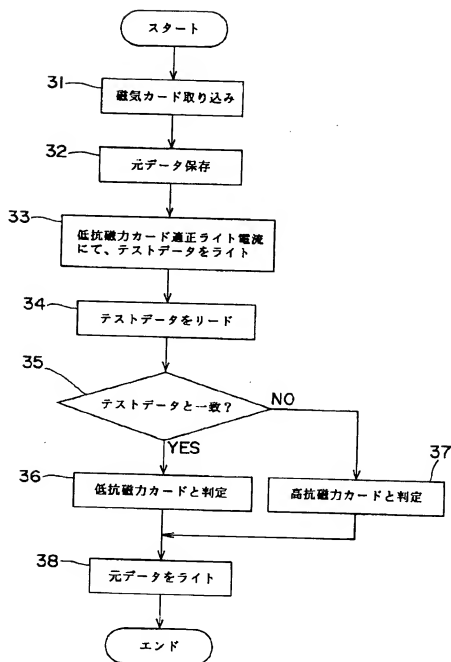 スタート
31
磁気カード取り込み
32
元データ保存
33
低抗磁力カード適正ライト電流
にて、テストデータをライト
34
テストデータをリード
35
テストデータと一致?
NO
YES
36
低抗磁力カードと判定
37
高抗磁力カードと判定
38
元データをライト
エンド